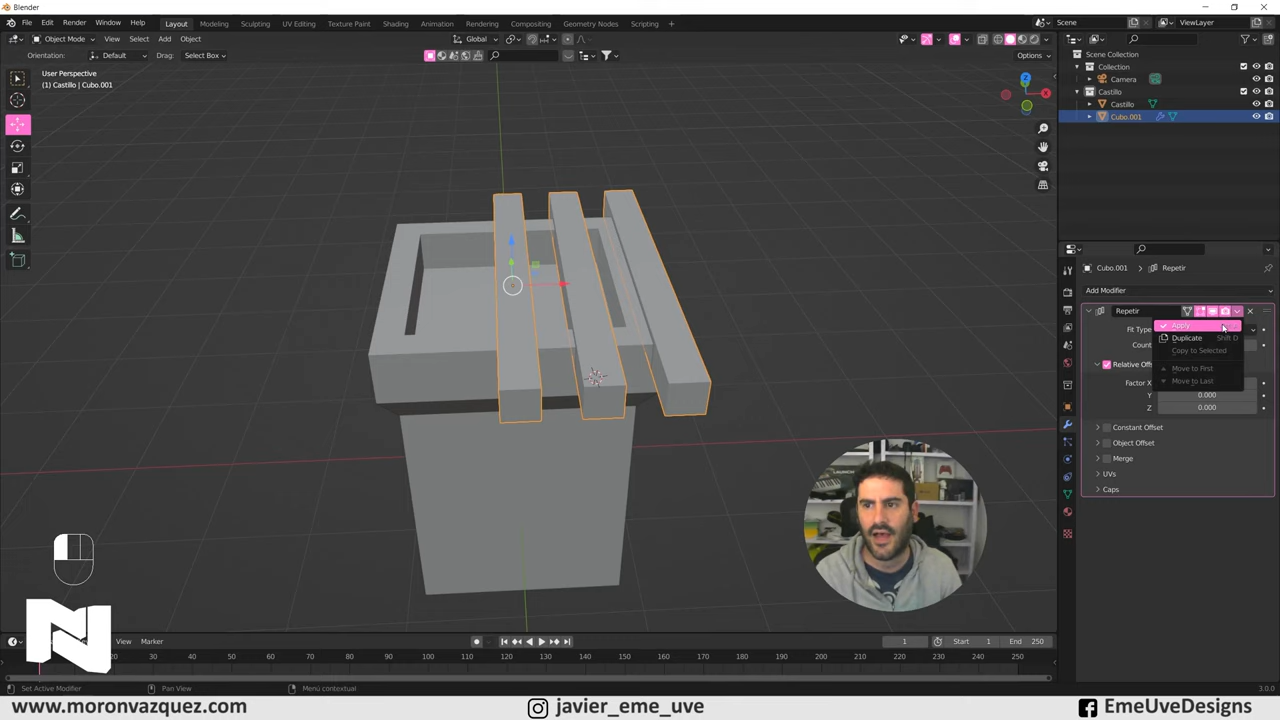 Blender
File Edit Render Window Help
Layout Modeling Sculpting UV Editing Texture Paint Shading Animation Rendering Compositing Geometry Nodes Scripting +
Scene
ViewLayer
Object Mode View Select Add Object
Global
Orientation: Default Drag: Select Box
Options
User Perspective
(1) Castillo | Cubo.001
Z
X
Scene Collection
Collection
Camera
Castillo
Castillo
Cubo.001
Cubo.001 Repetir
Add Modifier
Repetir
Fit Type
Count
Apply
Duplicate Shift D
Copy to Selected
Move to First
Move to Last
Relative Offs
Factor X
Y 0.000
Z 0.000
Constant Offset
Object Offset
Merge
UVs
Caps
N
View Marker
1 Start 1 End 250
30 40 50 60 70 80 90 100 110 120 130 140 150 160 170 180 190 200 210 220 230 240 250
Set Active Modifier Pan View Menú contextual 3.0.0
www.moronvazquez.com javier_eme_uve EmeUveDesigns